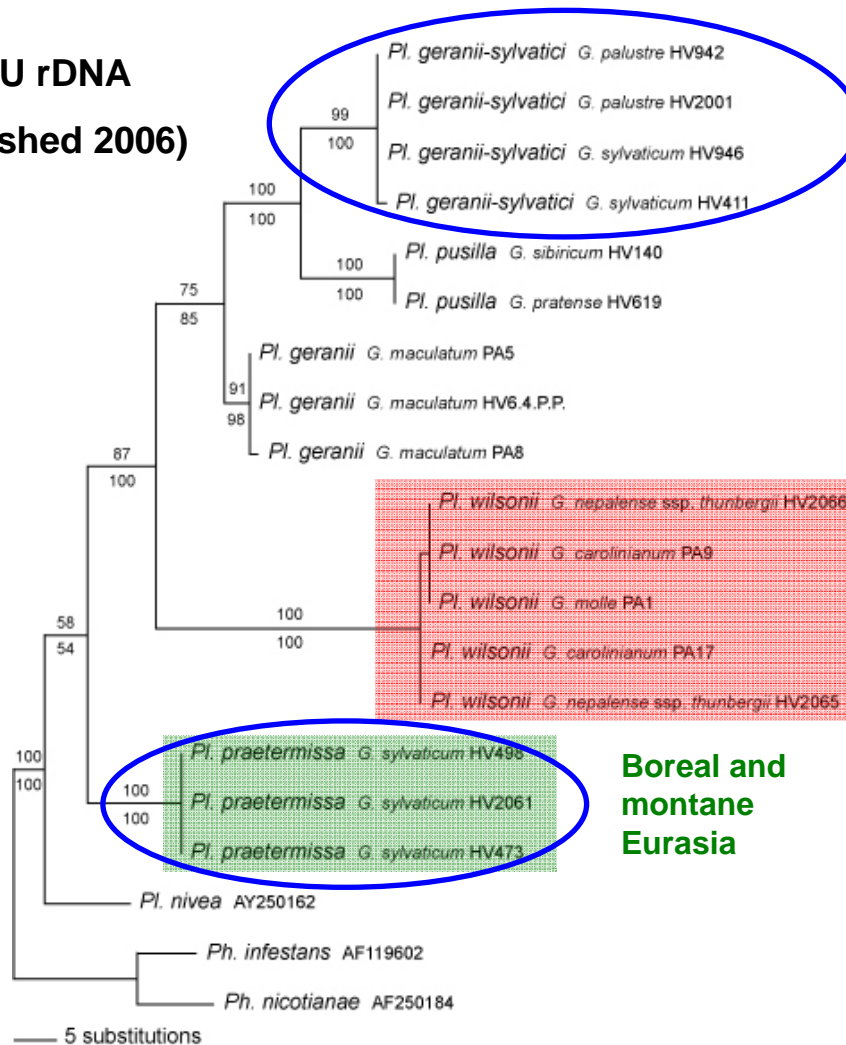 U rDNA
shed 2006)
Pl. geranii-sylvatici G. palustre HV942
Pl. geranii-sylvatici G. palustre HV2001
99
100
Pl. geranii-sylvatici G. sylvaticum HV946
Pl. geranii-sylvatici G. sylvaticum HV411
100
100
Pl. pusilla G. sibiricum HV140
100
100
Pl. pusilla G. pratense HV619
75
85
Pl. geranii G. maculatum PA5
91
98
Pl. geranii G. maculatum HV6.4.P.P.
Pl. geranii G. maculatum PA8
87
100
Pl. wilsonii G. nepalense ssp. thunbergii HV2066
Pl. wilsonii G. carolinianum PA9
Pl. wilsonii G. molle PA1
100
100
58
54
Pl. wilsonii G. carolinianum PA17
Pl. wilsonii G. nepalense ssp. thunbergii HV2065
100
100
Pl. praetermissa G. sylvaticum HV498
100
100
Pl. praetermissa G. sylvaticum HV2061
Pl. praetermissa G. sylvaticum HV473
Boreal and
montane
Eurasia
Pl. nivea AY250162
Ph. infestans AF119602
Ph. nicotianae AF250184
5 substitutions